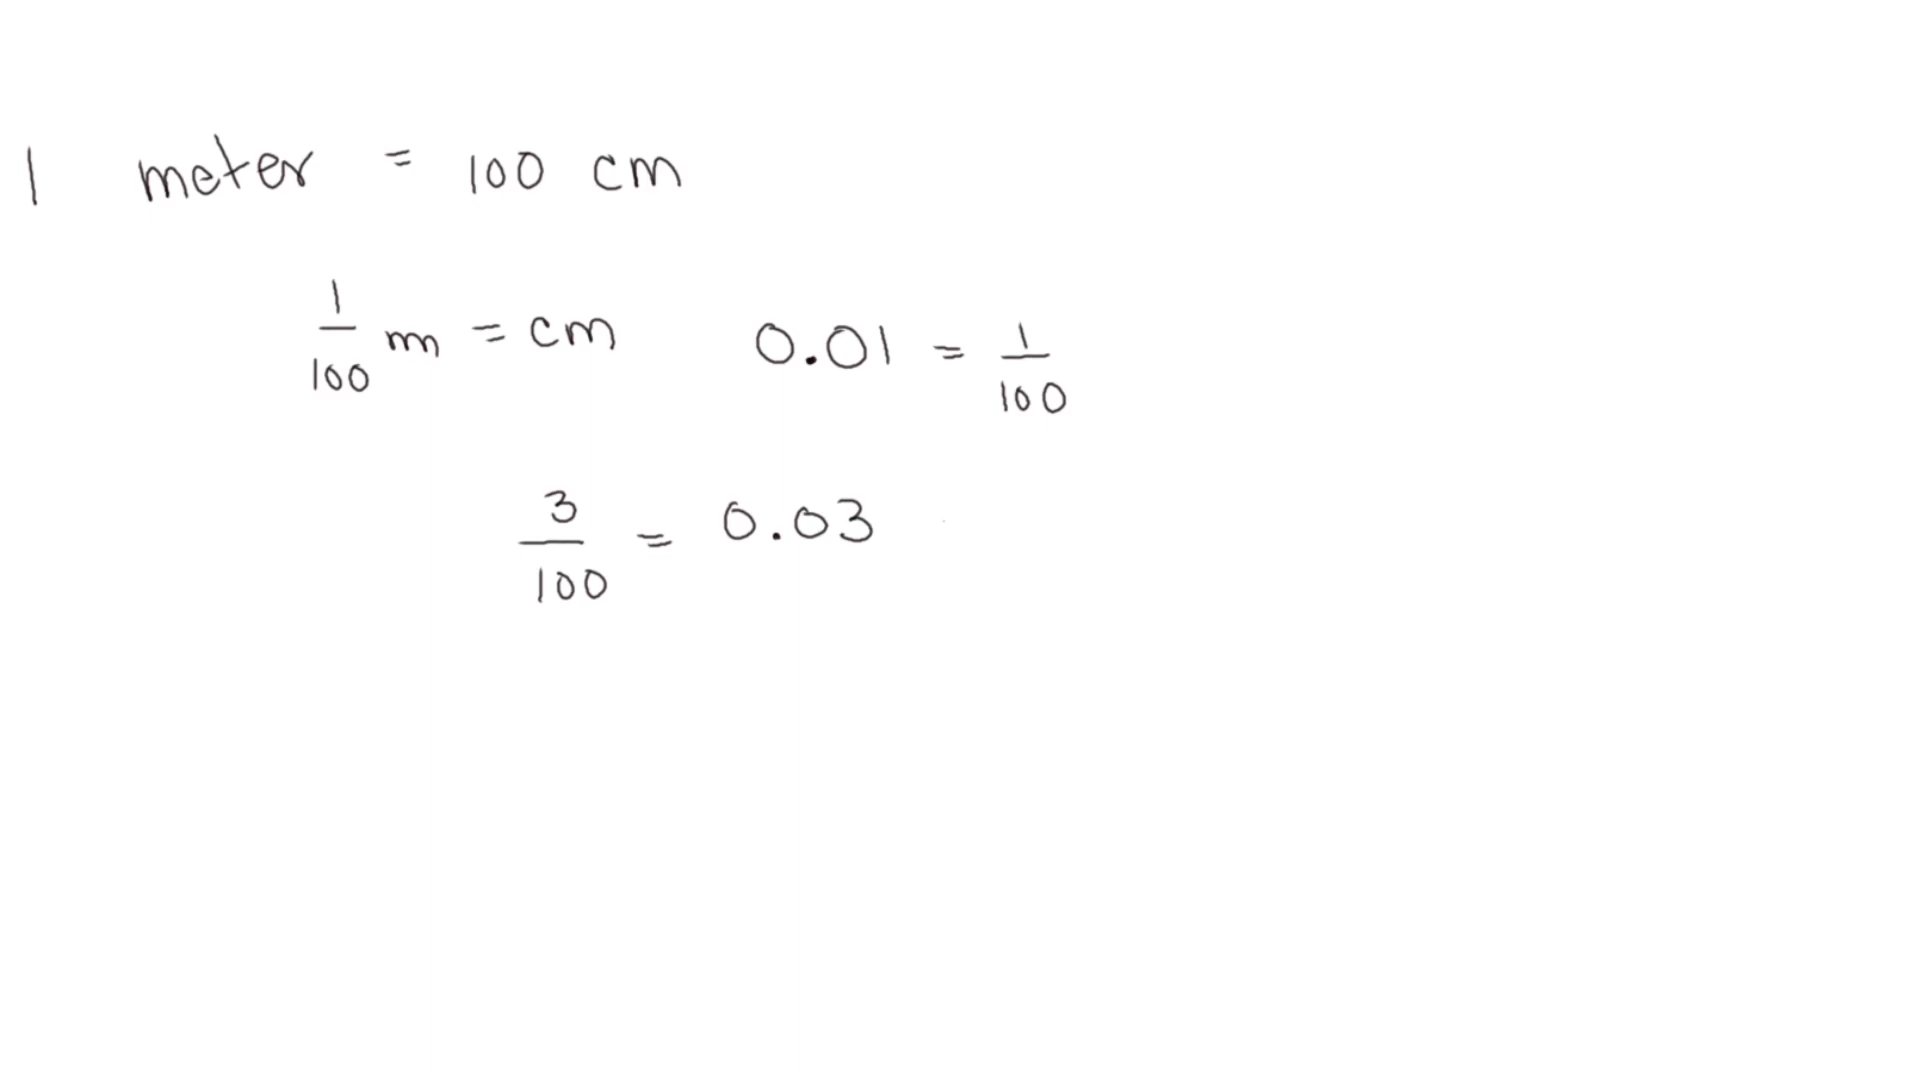 1 meter = 100 cm
1/100 m = cm 0.01 = 1/100
3/100 = 0.03